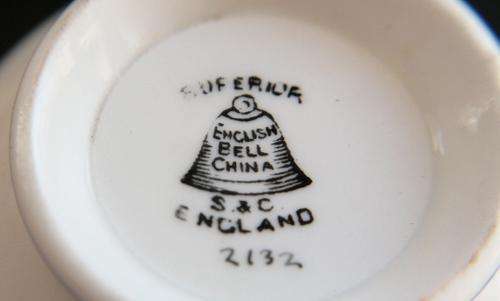 SUPERIOR
ENGLISH
BELL
CHINA
S & C
ENGLAND
2132